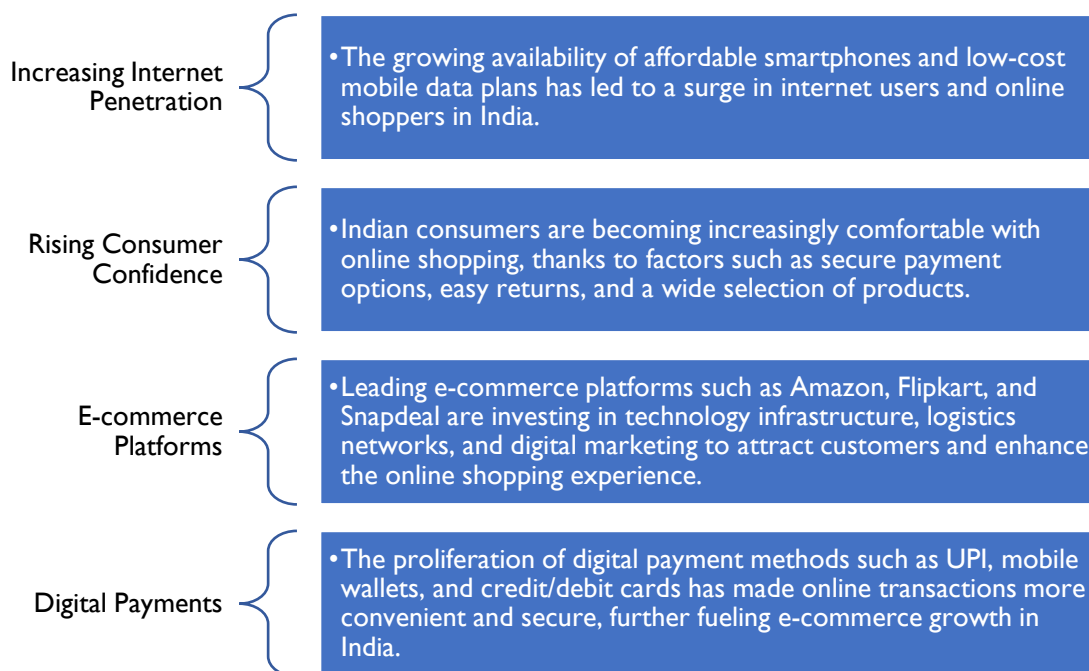 Increasing Internet
Penetration
•The growing availability of affordable smartphones and low-cost
mobile data plans has led to a surge in internet users and online
shoppers in India.
Rising Consumer
Confidence
•Indian consumers are becoming increasingly comfortable with
online shopping, thanks to factors such as secure payment
options, easy returns, and a wide selection of products.
E-commerce
Platforms
•Leading e-commerce platforms such as Amazon, Flipkart, and
Snapdeal are investing in technology infrastructure, logistics
networks, and digital marketing to attract customers and enhance
the online shopping experience.
Digital Payments
•The proliferation of digital payment methods such as UPI, mobile
wallets, and credit/debit cards has made online transactions more
convenient and secure, further fueling e-commerce growth in
India.